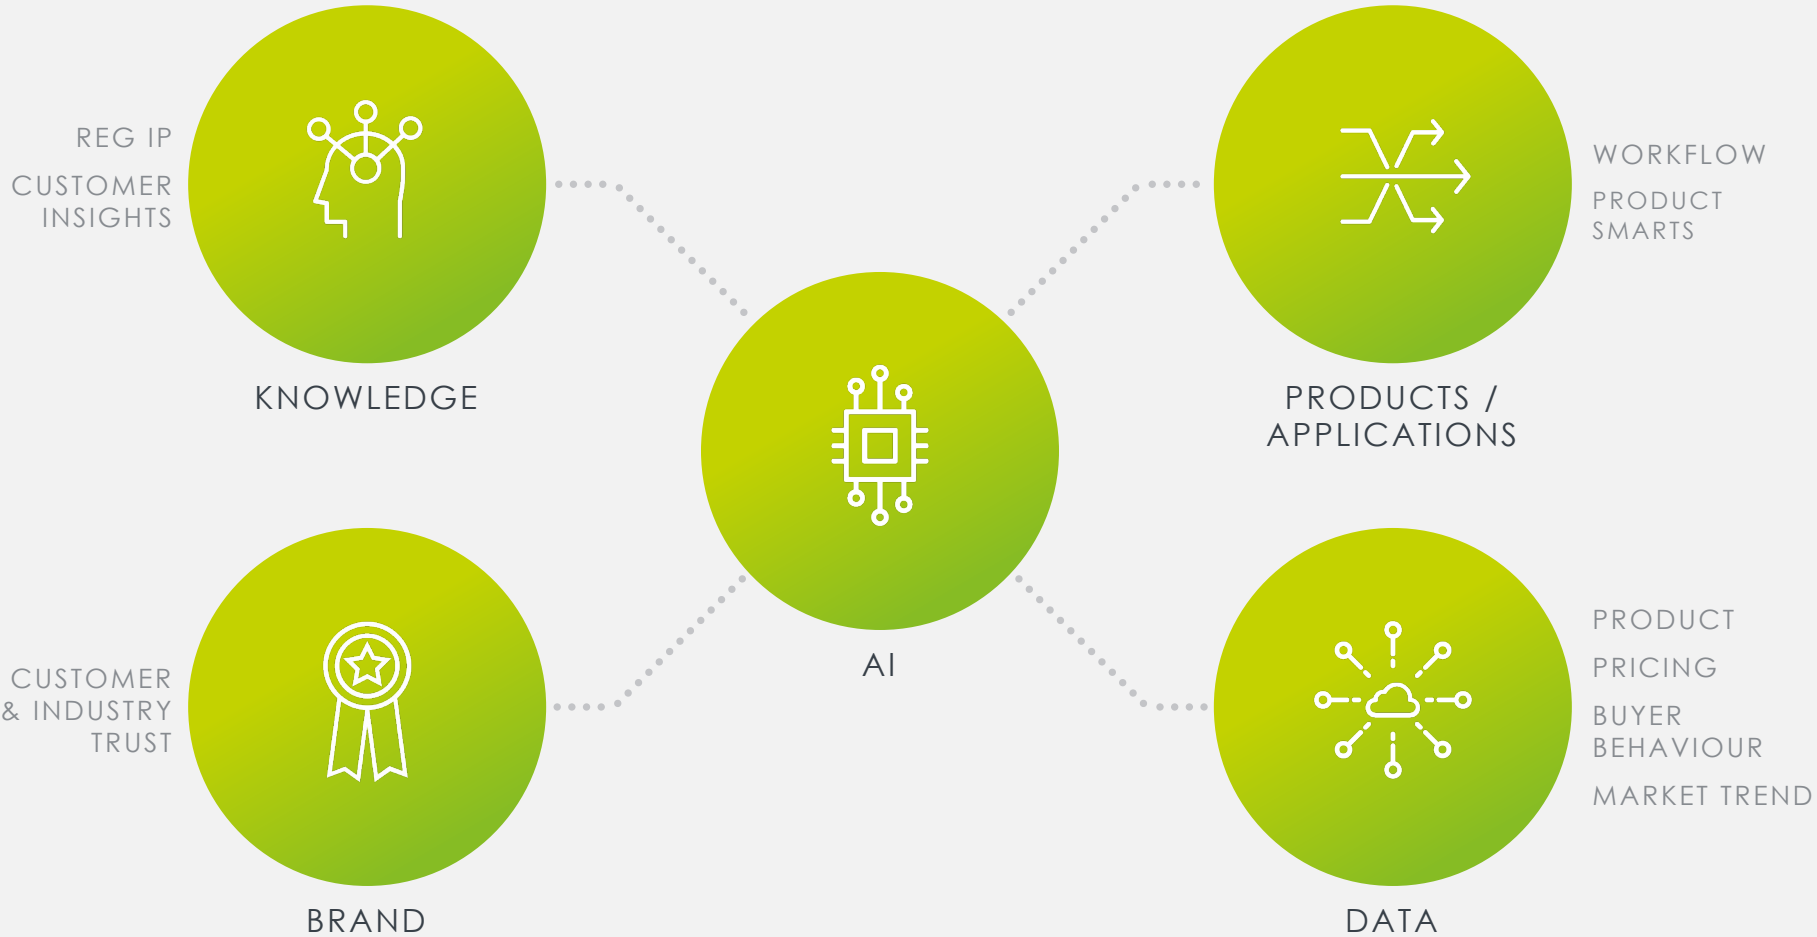 REG IP
CUSTOMER
INSIGHTS
KNOWLEDGE
WORKFLOW
PRODUCT
SMARTS
PRODUCTS /
APPLICATIONS
AI
CUSTOMER
& INDUSTRY
TRUST
BRAND
PRODUCT
PRICING
BUYER
BEHAVIOUR
MARKET TREND
DATA